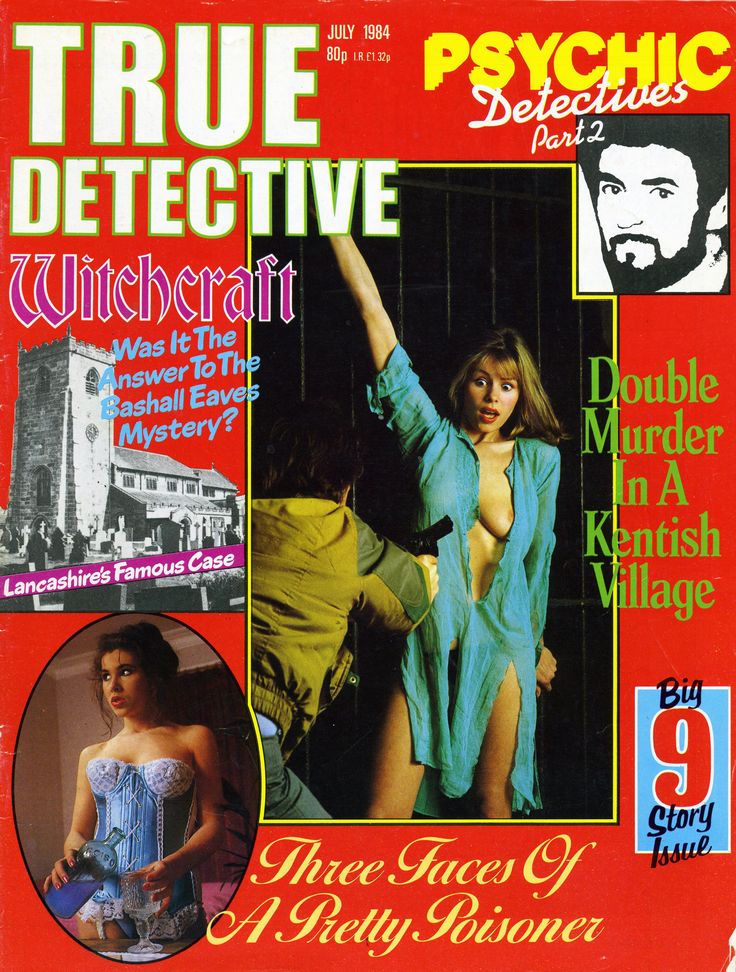 TRUE
DETECTIVE
JULY 1984
80p I.R.£1.32p
PSYCHIC
Detectives
Part 2
Witchcraft
Was It The
Answer To The
Bashall Eaves
Mystery?
Lancashire's Famous Case
Double
Murder
In A
Kentish
Village
Big
9
Story
Issue
Three Faces Of
A Pretty Poisoner